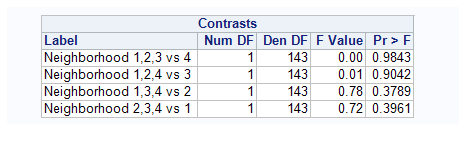 Contrasts
Label Num DF Den DF F Value Pr > F
Neighborhood 1,2,3 vs 4 1 143 0.00 0.9843
Neighborhood 1,2,4 vs 3 1 143 0.01 0.9042
Neighborhood 1,3,4 vs 2 1 143 0.78 0.3789
Neighborhood 2,3,4 vs 1 1 143 0.72 0.3961